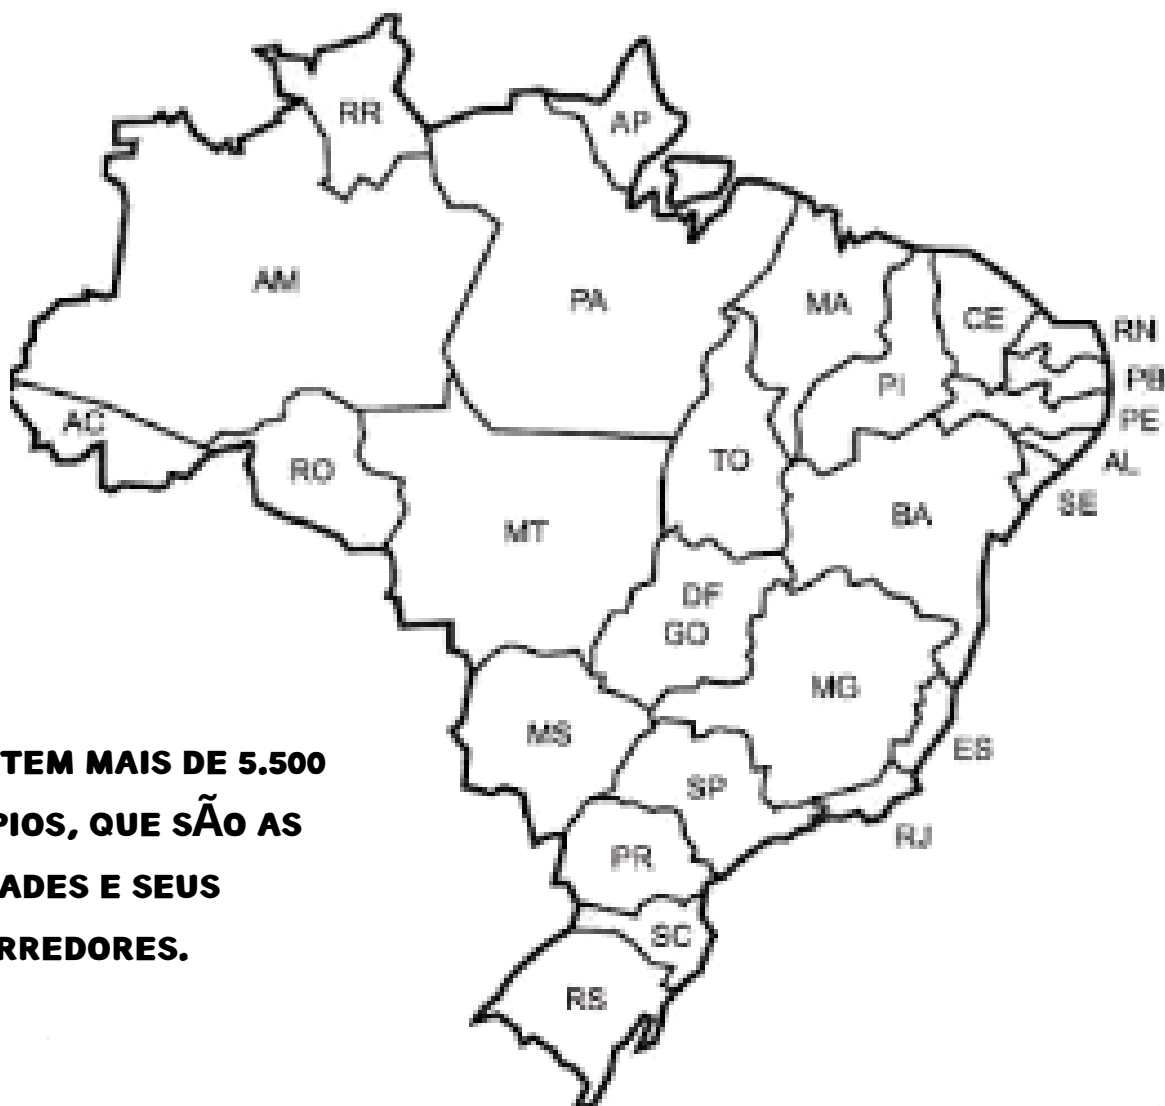 RR
AP
AM
PA
MA
CE
RN
PI
PB
AC
PE
RO
TO
AL
SE
BA
MT
DF
GO
MG
MS
ES
SP
RJ
PR
SC
RS
TEM MAIS DE 5.500
PIOS, QUE SÃO AS
ADES E SEUS
RREDORES.